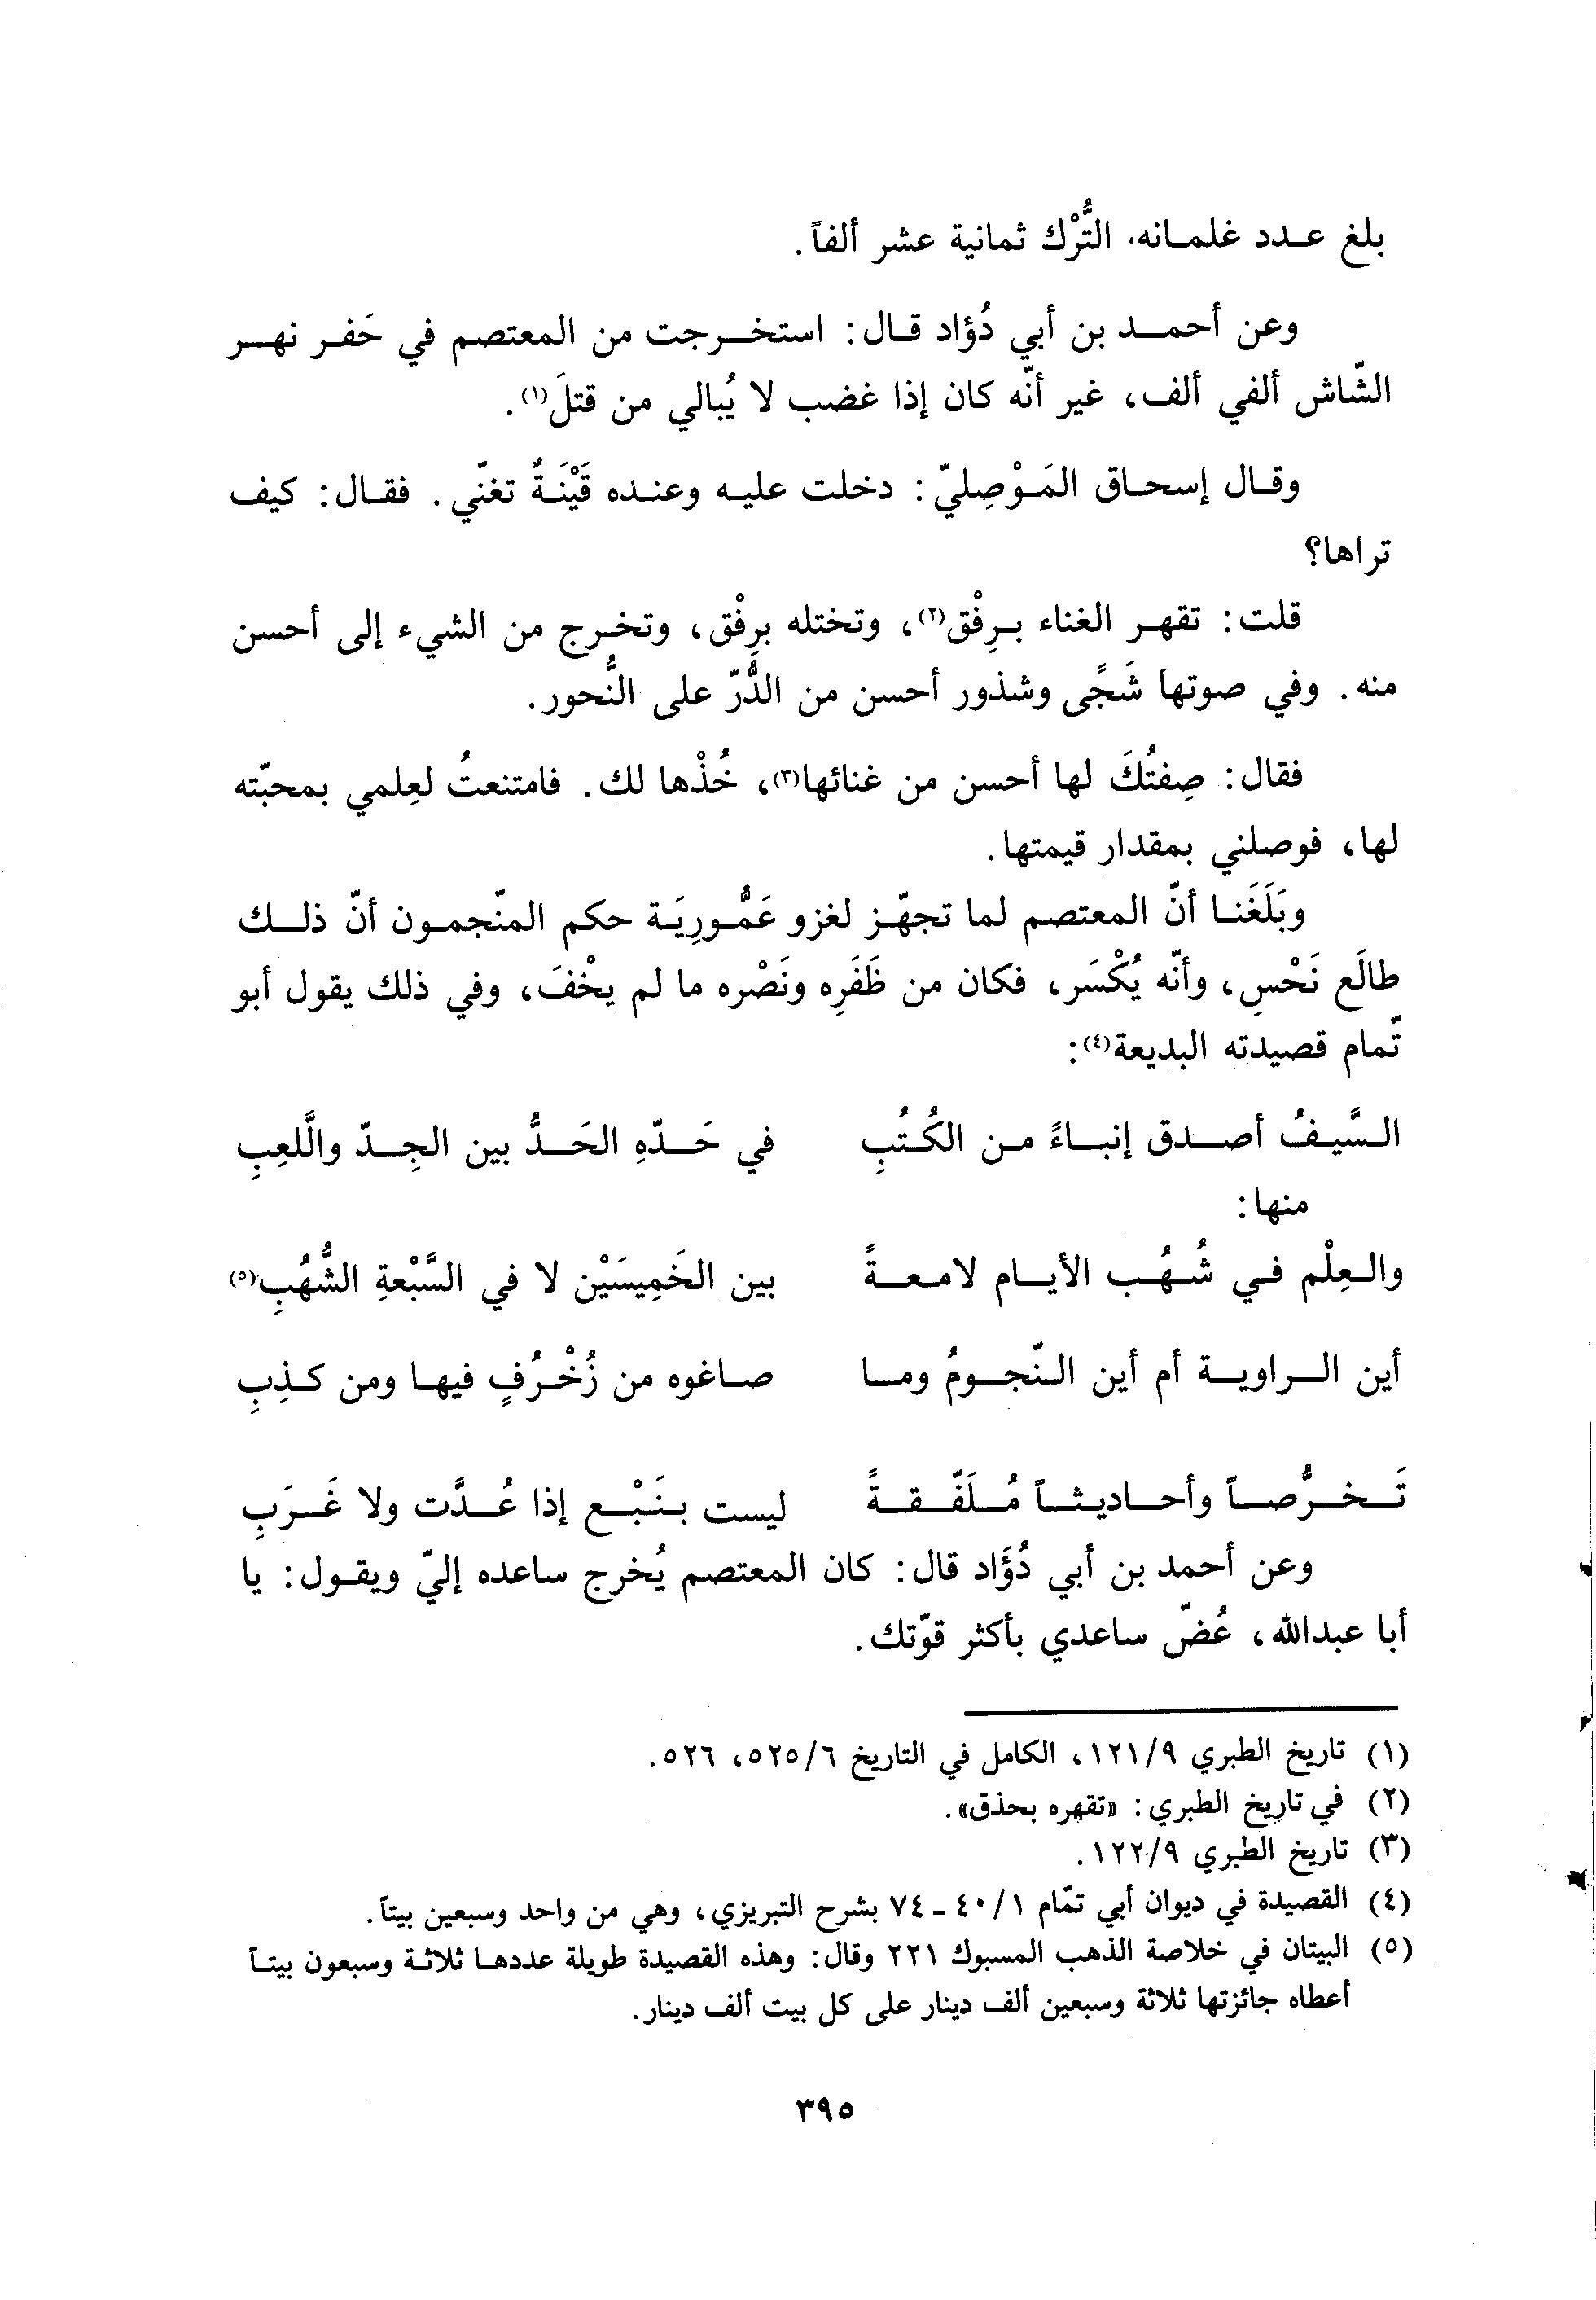 بلغ عدد غلمانه، التُّرْك ثمانية عشر ألفاً.
وعن أحمد بن أبي دُؤاد قال: استخرجت من المعتصم في حَفر نهر
الشّاش ألفي ألف، غير أنّه كان إذا غضب لا يُبالي من قتلَ(١).
وقال إسحاق المَوْصِليّ: دخلت عليه وعنده قَيْنَةٌ تغنّي. فقال: كيف
تراها؟
قلت: تقهر الغناء برِفْق(٢)، وتختله برِفْق، وتخرج من الشيء إلى أحسن
منه. وفي صوتها شَجًى وشذور أحسن من الدُّرّ على النُّحور.
فقال: صِفتُكَ لها أحسن من غنائها(٣)، خُذْها لك. فامتنعتُ لعِلمي بمحبّته
لها، فوصلني بمقدار قيمتها.
وبَلَغَنا أنّ المعتصم لما تجهّز لغزو عَمُّورِيَة حكم المنّجمون أنّ ذلك
طالَع نَحْسٍ، وأنّه يُكْسَر، فكان من ظَفَرِه ونَصْره ما لم يخْفَ، وفي ذلك يقول أبو
تّمام قصيدته البديعة(٤):
السَّيفُ أصدق إنباءً من الكُتُبِ في حَدّهِ الحَدُّ بين الجِدّ والَّلعِبِ
منها:
والعِلْم في شُهُب الأيام لامعةً بين الخَمِيسَيْن لا في السَّبْعةِ الشُّهُبِ(٥)
أين الراوية أم أين النّجومُ وما صاغوه من زُخْرُفٍ فيها ومن كذِبِ
تَخرُّصاً وأحاديثاً مُلَفّقةً ليست بنَبْع إذا عُدَّت ولا غَرَبِ
وعن أحمد بن أبي دُؤَاد قال: كان المعتصم يُخرج ساعده إليّ ويقول: يا
أبا عبدالله، عُضّ ساعدي بأكثر قوّتك.
(١) تاريخ الطبري ١٢١/٩، الكامل في التاريخ ٥٢٥/٦، ٥٢٦.
(٢) في تاريخ الطبري: «تقهره بحذق».
(٣) تاريخ الطبري ١٢٢/٩.
(٤) القصيدة في ديوان أبي تمّام ٤٠/١ - ٧٤ بشرح التبريزي، وهي من واحد وسبعين بيتاً.
(٥) البيتان في خلاصة الذهب المسبوك ٢٢١ وقال: وهذه القصيدة طويلة عددها ثلاثة وسبعون بيتاً
أعطاه جائزتها ثلاثة وسبعين ألف دينار على كل بيت ألف دينار.
٣٩٥